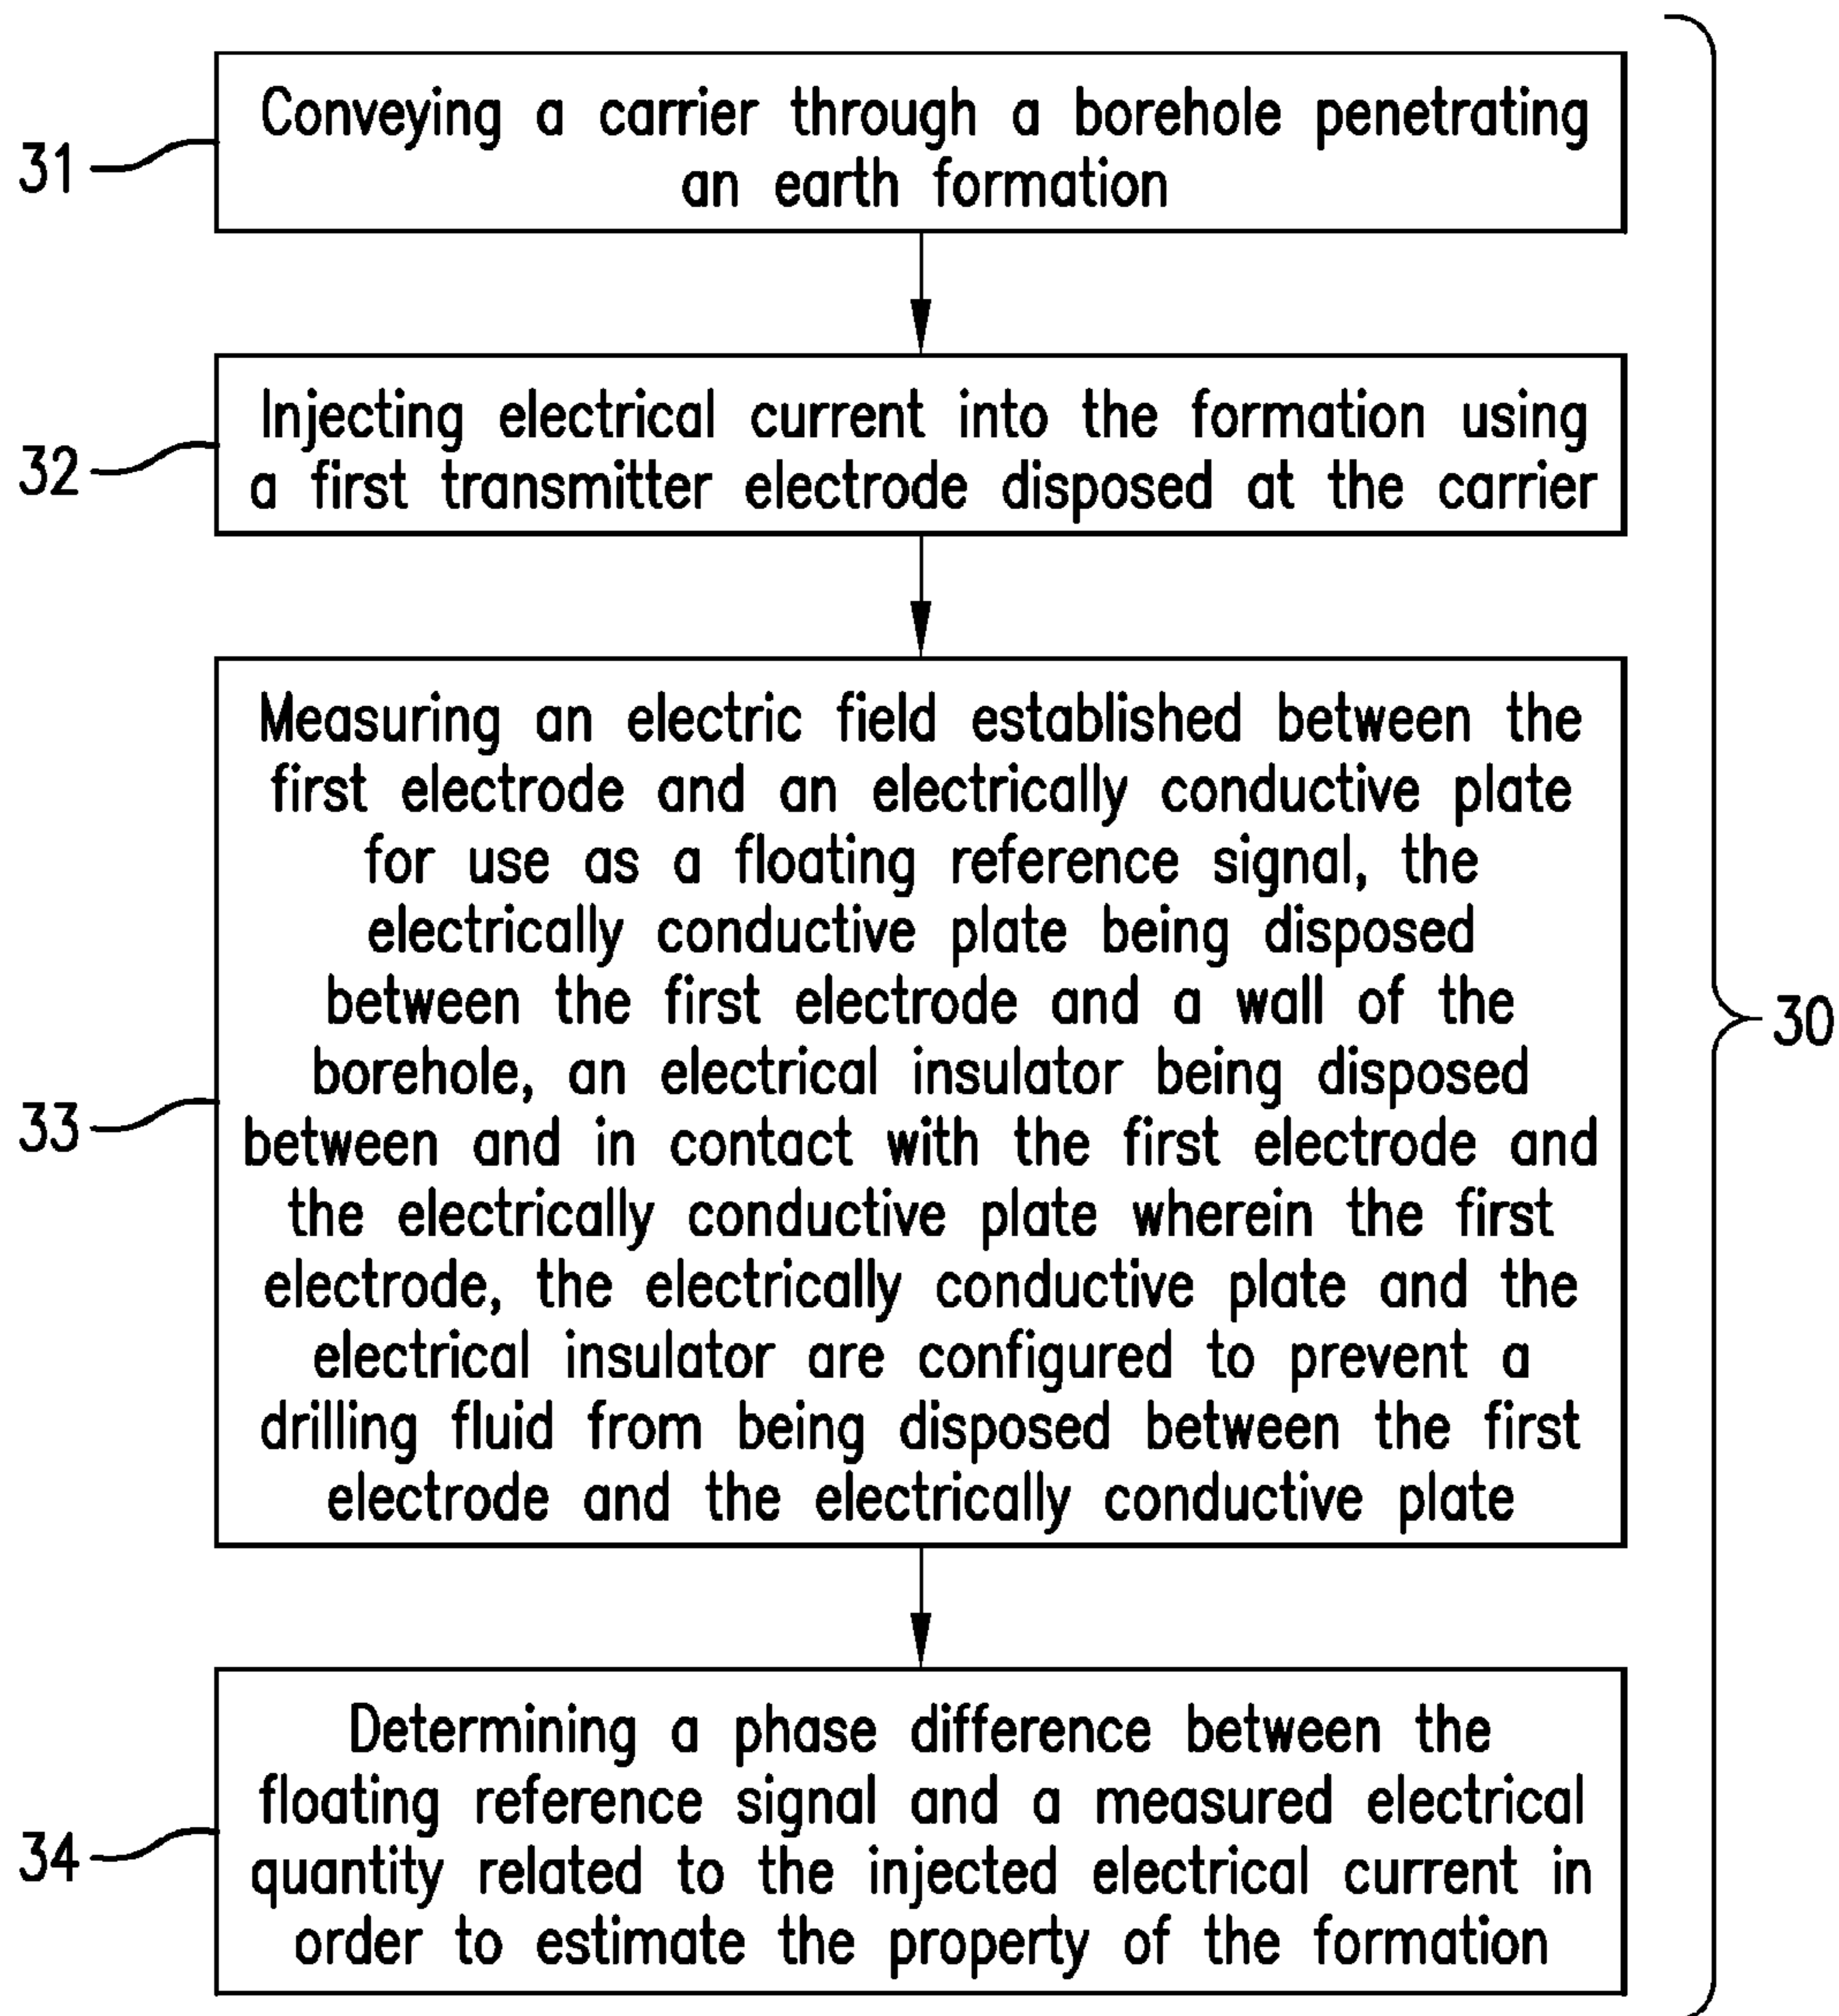 Conveying a carrier through a borehole penetrating
an earth formation
31
Injecting electrical current into the formation using
a first transmitter electrode disposed at the carrier
32
Measuring an electric field established between the
first electrode and an electrically conductive plate
for use as a floating reference signal, the
electrically conductive plate being disposed
between the first electrode and a wall of the
borehole, an electrical insulator being disposed
between and in contact with the first electrode and
the electrically conductive plate wherein the first
electrode, the electrically conductive plate and the
electrical insulator are configured to prevent a
drilling fluid from being disposed between the first
electrode and the electrically conductive plate
33
30
Determining a phase difference between the
floating reference signal and a measured electrical
quantity related to the injected electrical current in
order to estimate the property of the formation
34